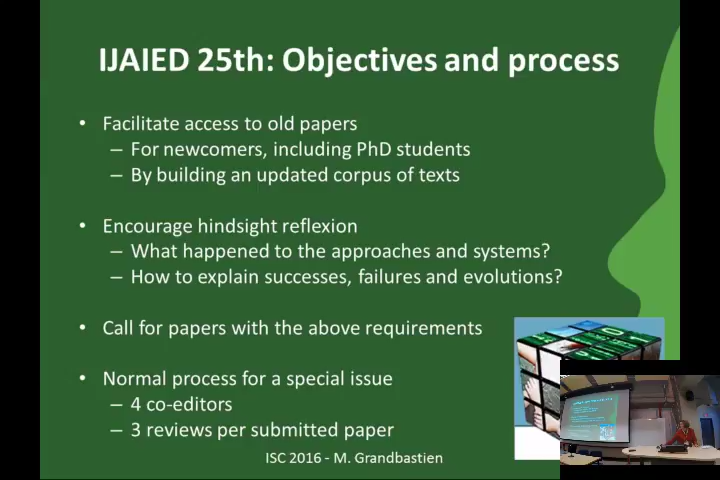 IJAIED 25th: Objectives and process
• Facilitate access to old papers
– For newcomers, including PhD students
– By building an updated corpus of texts
• Encourage hindsight reflexion
– What happened to the approaches and systems?
– How to explain successes, failures and evolutions?
• Call for papers with the above requirements
• Normal process for a special issue
– 4 co-editors
– 3 reviews per submitted paper
ISC 2016 - M. Grandbastien